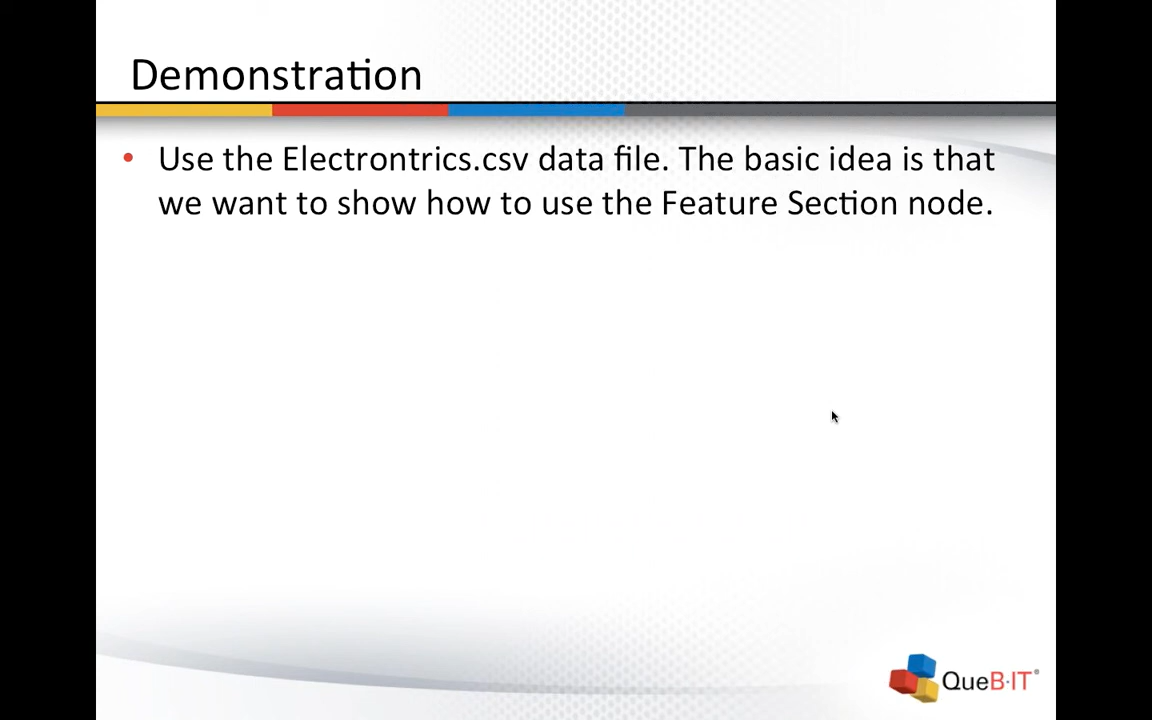 Demonstration
• Use the Electrontrics.csv data file. The basic idea is that
we want to show how to use the Feature Section node.
QueB·IT®